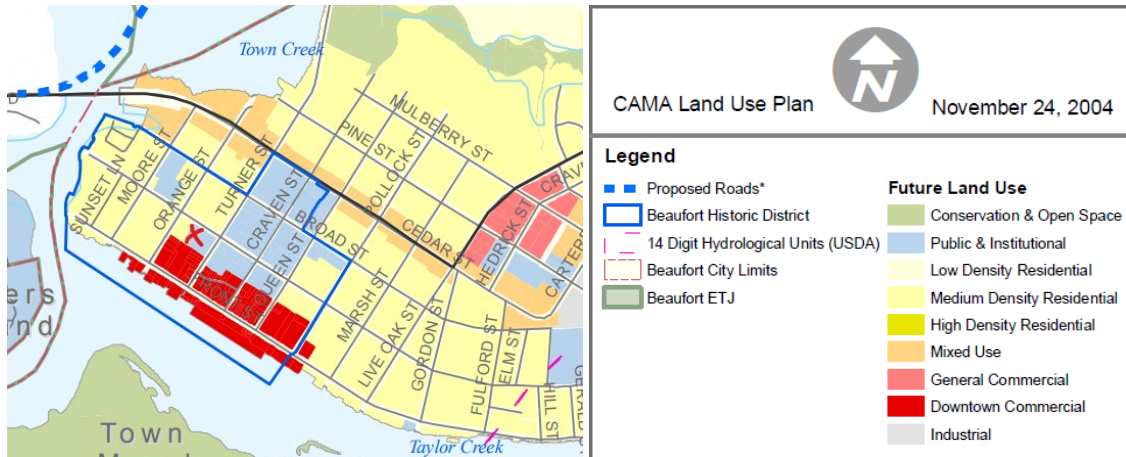 Town Creek
MULBERRY ST
PINE ST
POLLOCK ST
SUNSET LN
MOORE ST
ORANGE ST
TURNER ST
CRAVEN ST
BROAD ST
CEDAR ST
HEDRICK ST
QUEEN ST
FRONT ST
MARSH ST
LIVE OAK ST
GORDON ST
FULFORD ST
ELM ST
HILL ST
Town
Taylor Creek
CAMA Land Use Plan
N
November 24, 2004
Legend
Proposed Roads*
Beaufort Historic District
14 Digit Hydrological Units (USDA)
Beaufort City Limits
Beaufort ETJ
Future Land Use
Conservation & Open Space
Public & Institutional
Low Density Residential
Medium Density Residential
High Density Residential
Mixed Use
General Commercial
Downtown Commercial
Industrial